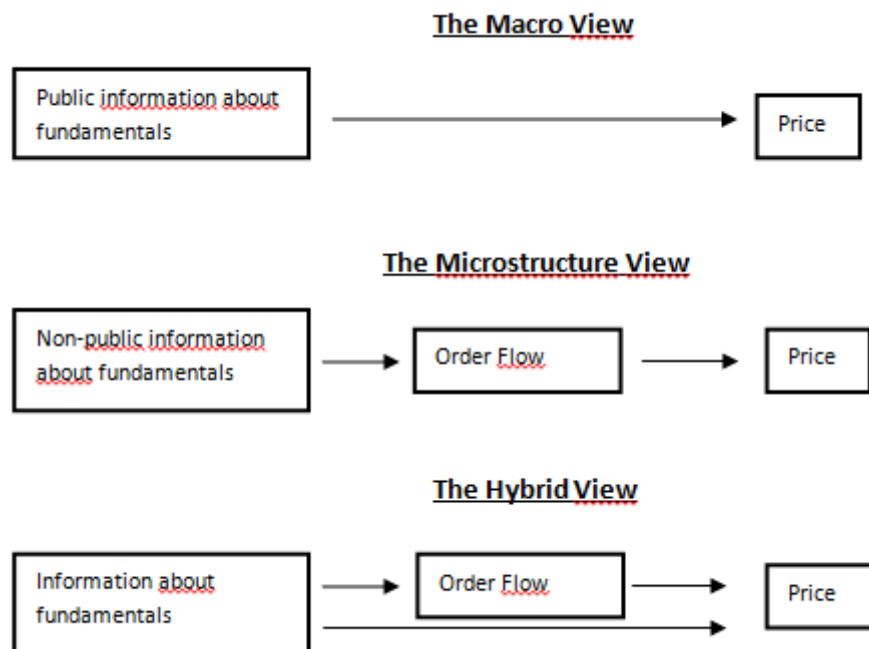 The Macro View
Public information about
fundamentals
Price
The Microstructure View
Non-public information
about fundamentals
Order Flow
Price
The Hybrid View
Information about
fundamentals
Order Flow
Price